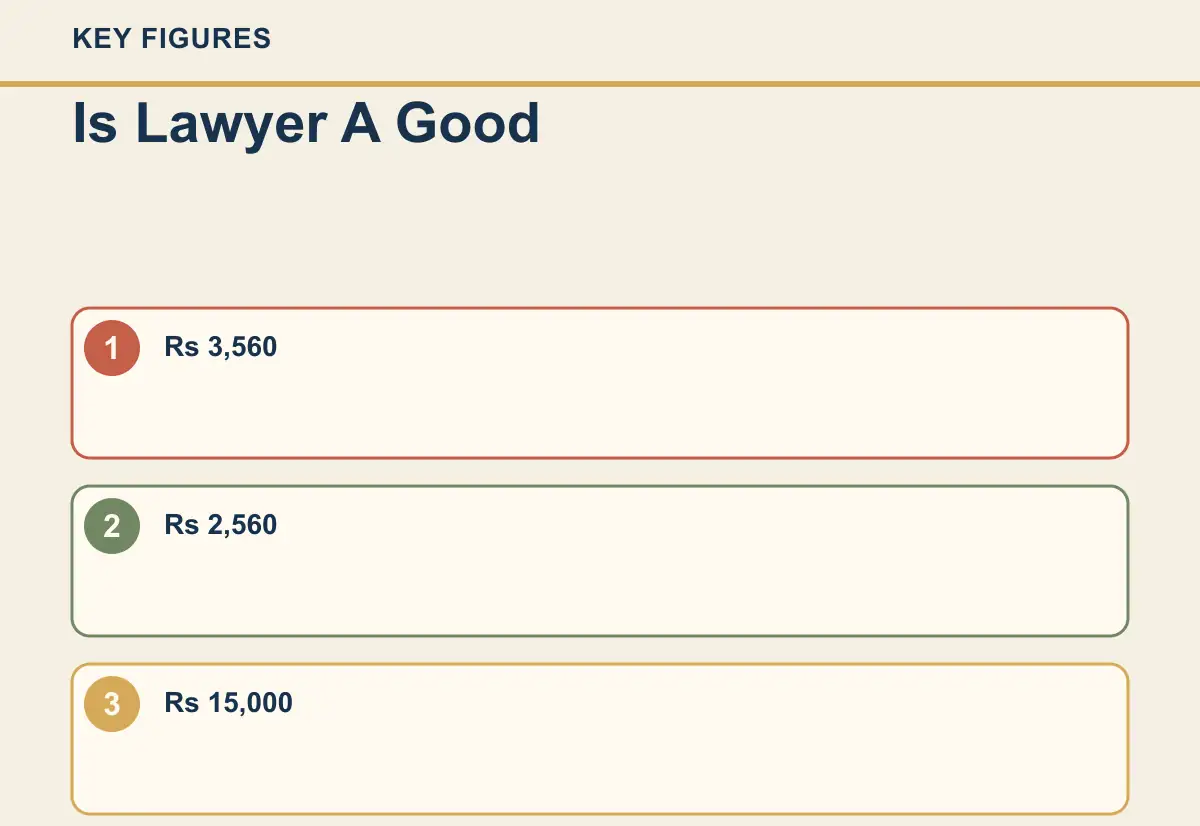 KEY FIGURES
Is Lawyer A Good
1 Rs 3,560
2 Rs 2,560
3 Rs 15,000